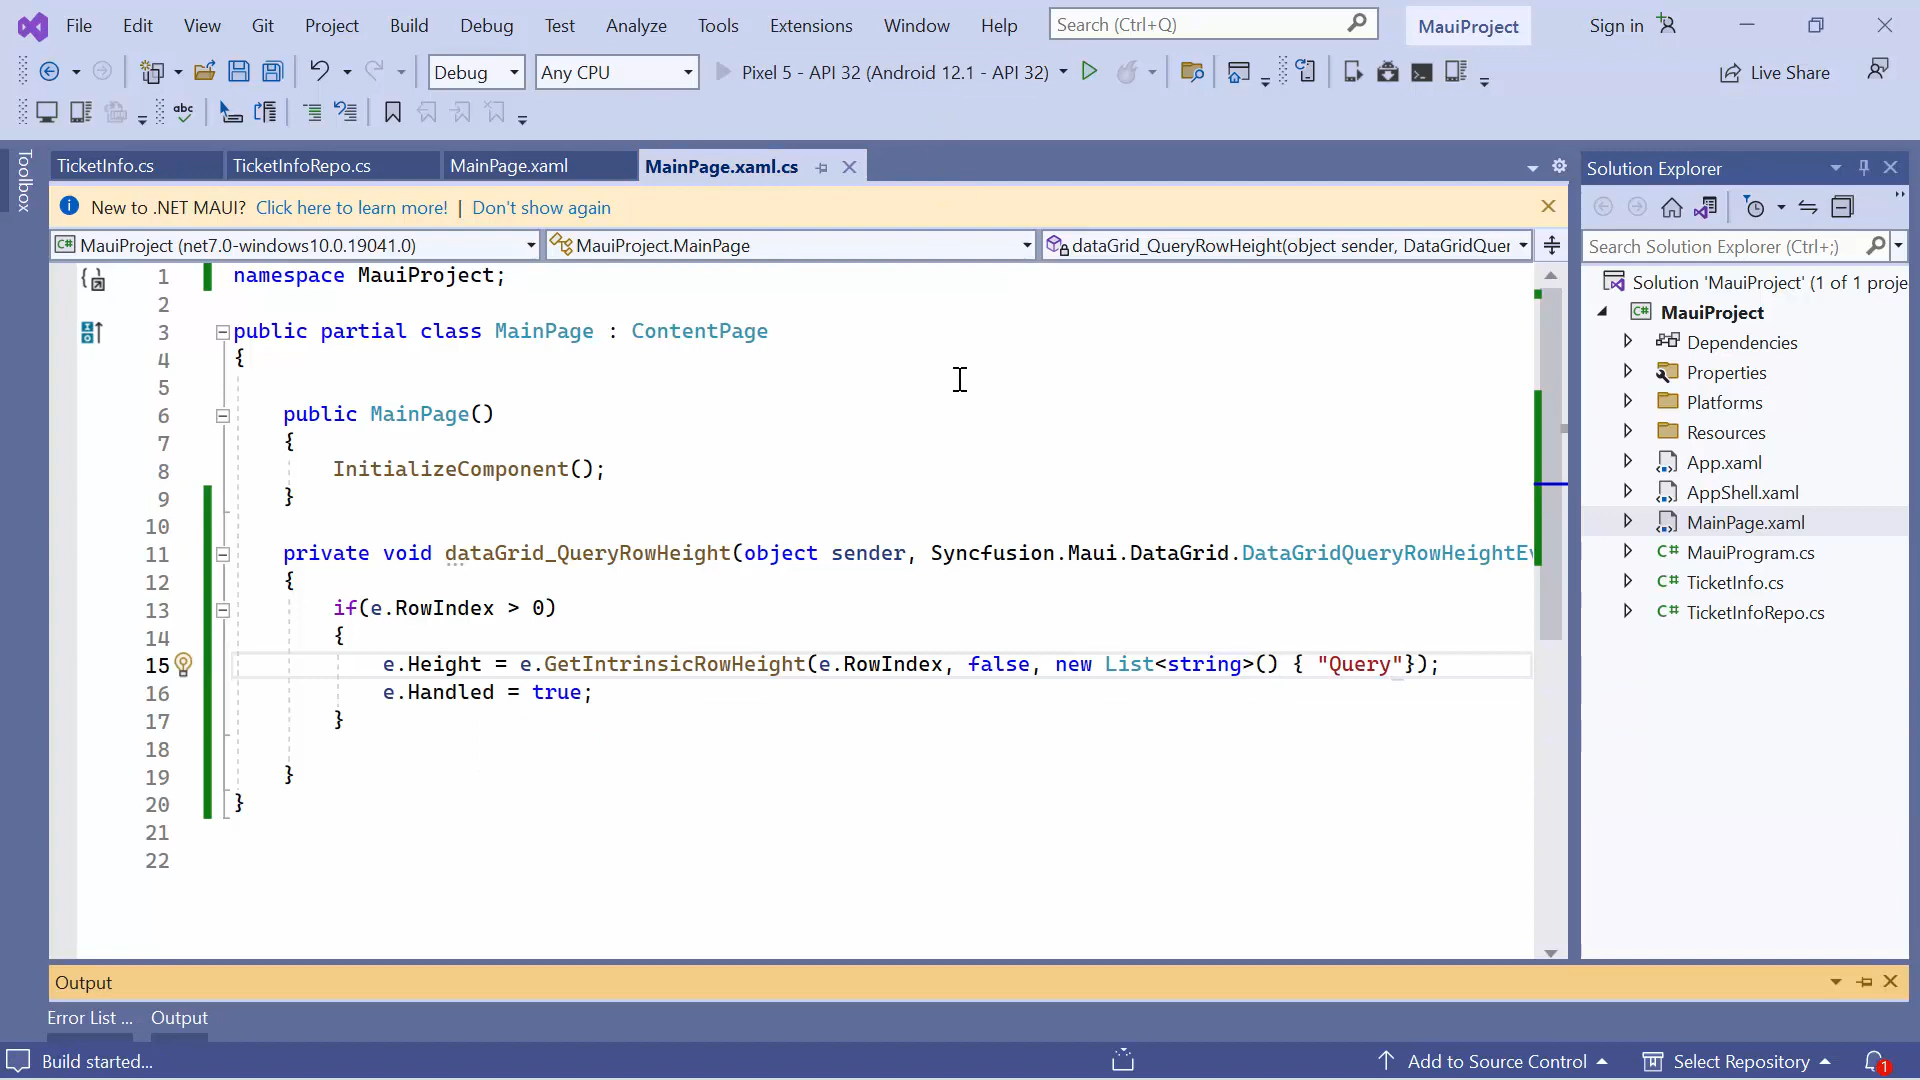 File Edit View Git Project Build Debug Test Analyze Tools Extensions Window Help Search (Ctrl+Q) MauiProject Sign in
Debug Any CPU Pixel 5 - API 32 (Android 12.1 - API 32) Live Share
abc
Toolbox
TicketInfo.cs TicketInfoRepo.cs MainPage.xaml MainPage.xaml.cs
New to .NET MAUI? Click here to learn more! | Don't show again
MauiProject (net7.0-windows10.0.19041.0) MauiProject.MainPage dataGrid_QueryRowHeight(object sender, DataGridQuer
1 namespace MauiProject;
2
3 public partial class MainPage : ContentPage
4 {
5
6 public MainPage()
7 {
8 InitializeComponent();
9 }
10
11 private void dataGrid_QueryRowHeight(object sender, Syncfusion.Maui.DataGrid.DataGridQueryRowHeightEv
12 {
13 if(e.RowIndex > 0)
14 {
15 e.Height = e.GetIntrinsicRowHeight(e.RowIndex, false, new List<string>() { "Query"});
16 e.Handled = true;
17 }
18
19 }
20 }
21
22
Solution Explorer
Search Solution Explorer (Ctrl+;)
Solution 'MauiProject' (1 of 1 proje
C# MauiProject
Dependencies
Properties
Platforms
Resources
App.xaml
AppShell.xaml
MainPage.xaml
C# MauiProgram.cs
C# TicketInfo.cs
C# TicketInfoRepo.cs
Output
Error List ... Output
Build started... Add to Source Control Select Repository 1